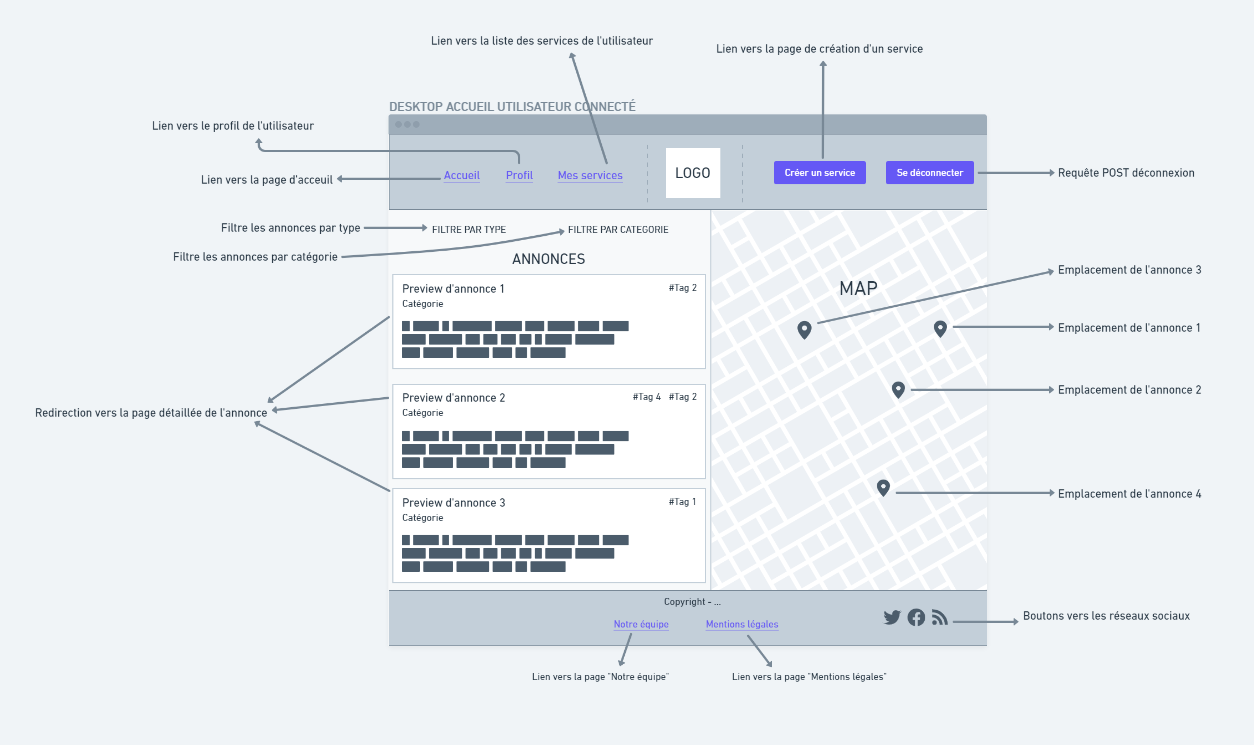 Lien vers la liste des services de l'utilisateur
Lien vers la page de création d'un service
DESKTOP ACCUEIL UTILISATEUR CONNECTÉ
Lien vers le profil de l'utilisateur
Lien vers la page d'acceuil
Accueil
Profil
Mes services
LOGO
Créer un service
Se déconnecter
Requête POST déconnexion
Filtre les annonces par type
FILTRE PAR TYPE
FILTRE PAR CATEGORIE
Filtre les annonces par catégorie
ANNONCES
Preview d'annonce 1
#Tag 2
Catégorie
Preview d'annonce 2
#Tag 4 #Tag 2
Catégorie
Redirection vers la page détaillée de l'annonce
Preview d'annonce 3
#Tag 1
Catégorie
MAP
Emplacement de l'annonce 3
Emplacement de l'annonce 1
Emplacement de l'annonce 2
Emplacement de l'annonce 4
Copyright - ...
Notre équipe
Mentions légales
Boutons vers les réseaux sociaux
Lien vers la page "Notre équipe"
Lien vers la page "Mentions légales"